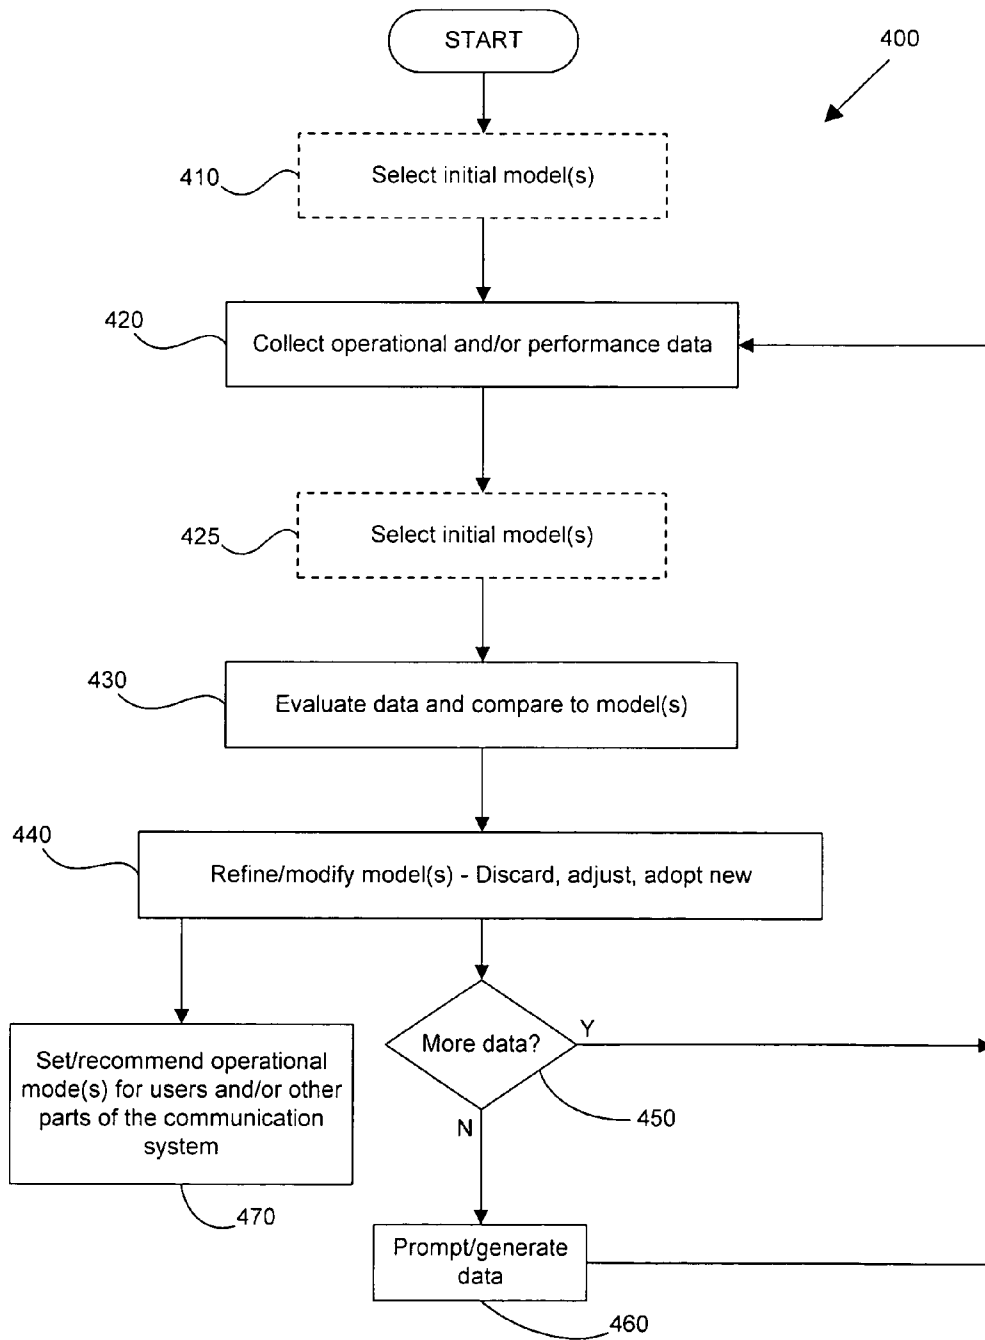 START
400
410
Select initial model(s)
420
Collect operational and/or performance data
425
Select initial model(s)
430
Evaluate data and compare to model(s)
440
Refine/modify model(s) - Discard, adjust, adopt new
More data?
Y
N
450
Set/recommend operational
mode(s) for users and/or other
parts of the communication
system
470
Prompt/generate
data
460